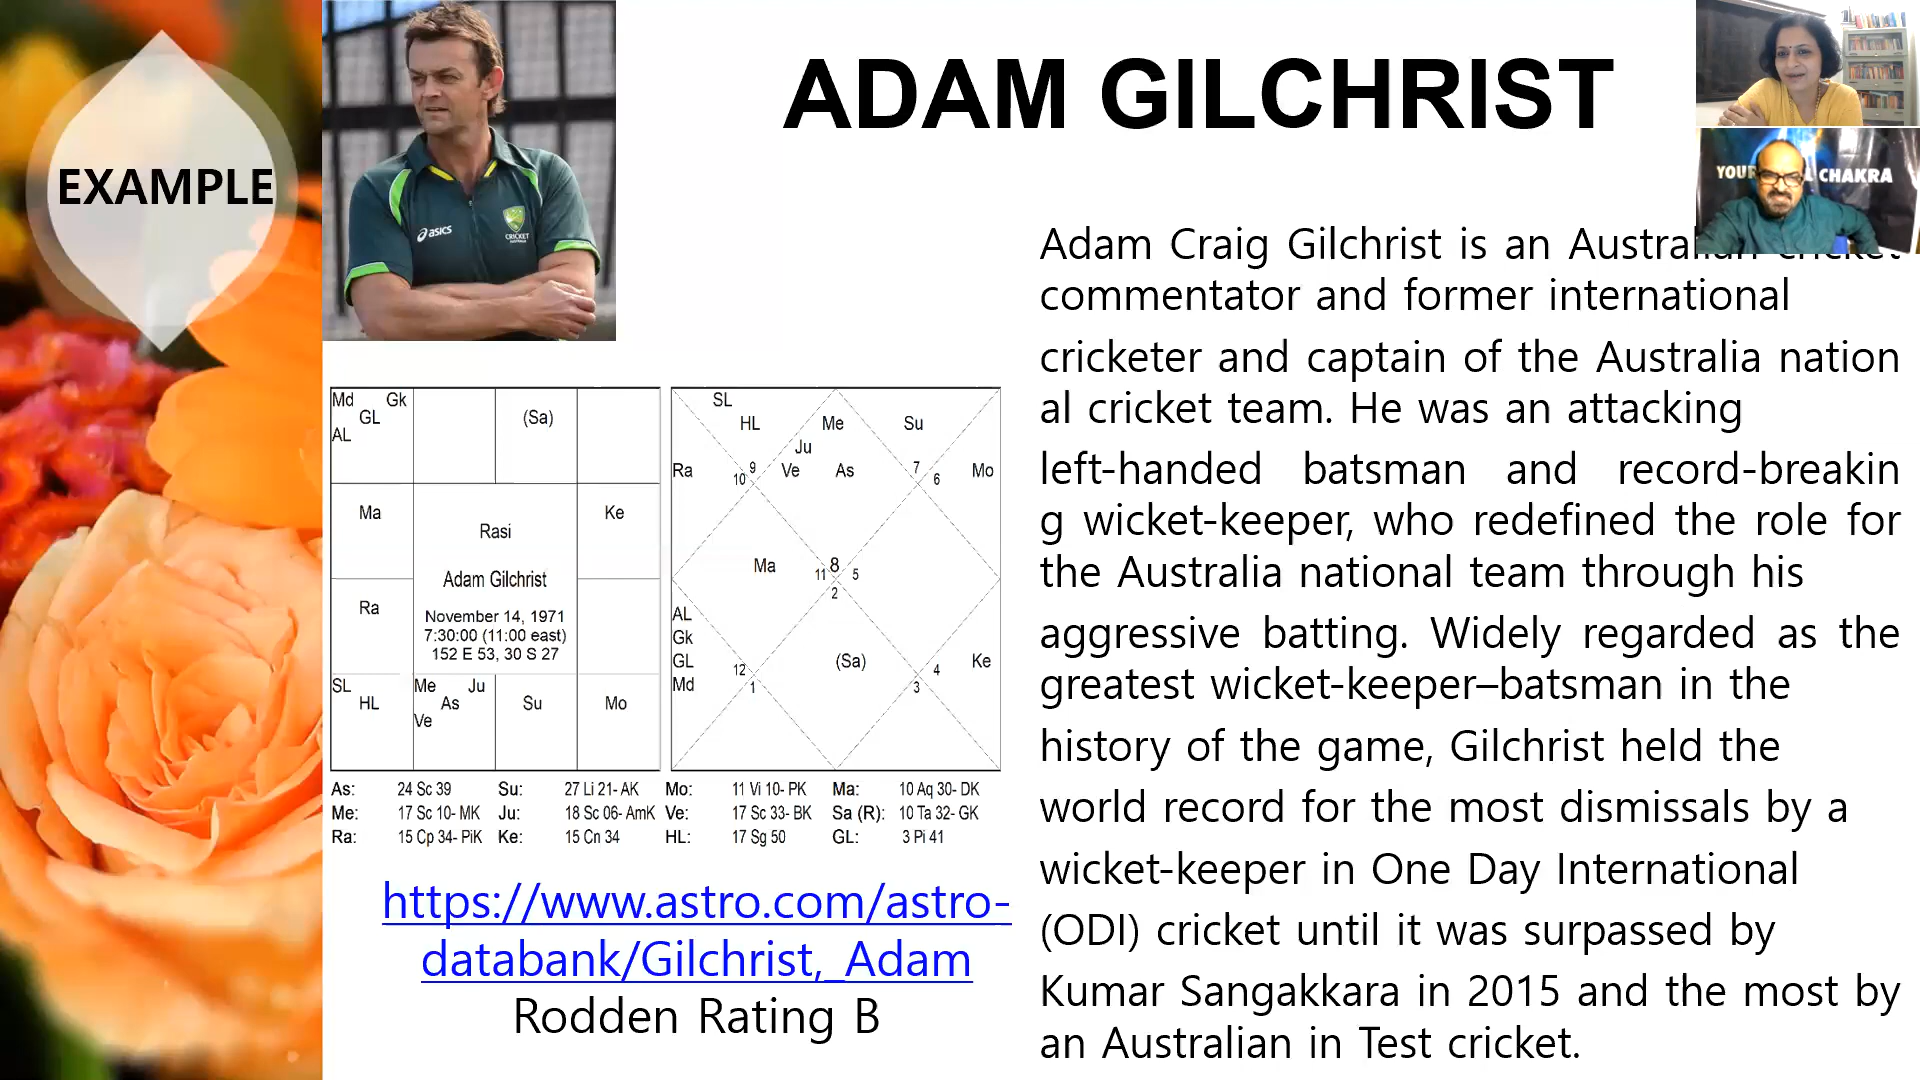 EXAMPLE
ADAM GILCHRIST
asics
CRICKET
AUSTRALIA
YOUR CHAKRA
Adam Craig Gilchrist is an Australian cricket
commentator and former international
cricketer and captain of the Australia nation
al cricket team. He was an attacking
left-handed batsman and record-breakin
g wicket-keeper, who redefined the role for
the Australia national team through his
aggressive batting. Widely regarded as the
greatest wicket-keeper–batsman in the
history of the game, Gilchrist held the
world record for the most dismissals by a
wicket-keeper in One Day International
(ODI) cricket until it was surpassed by
Kumar Sangakkara in 2015 and the most by
an Australian in Test cricket.
Md Gk
GL
AL
(Sa)
Ma
Ke
Rasi
Adam Gilchrist
November 14, 1971
7:30:00 (11:00 east)
152 E 53, 30 S 27
Ra
SL
HL
Me Ju
As
Ve
Su
Mo
SL
HL Me Su
Ju
Ra 10 9 Ve As 7 6 Mo
Ma 11 8 5
2
AL
Gk
GL 12 (Sa) 4 Ke
Md 1 3
As: 24 Sc 39 Su: 27 Li 21- AK Mo: 11 Vi 10- PK Ma: 10 Aq 30- DK
Me: 17 Sc 10- MK Ju: 18 Sc 06- AmK Ve: 17 Sc 33- BK Sa (R): 10 Ta 32- GK
Ra: 15 Cp 34- PiK Ke: 15 Cn 34 HL: 17 Sg 50 GL: 3 Pi 41
https://www.astro.com/astro-
databank/Gilchrist,_Adam
Rodden Rating B